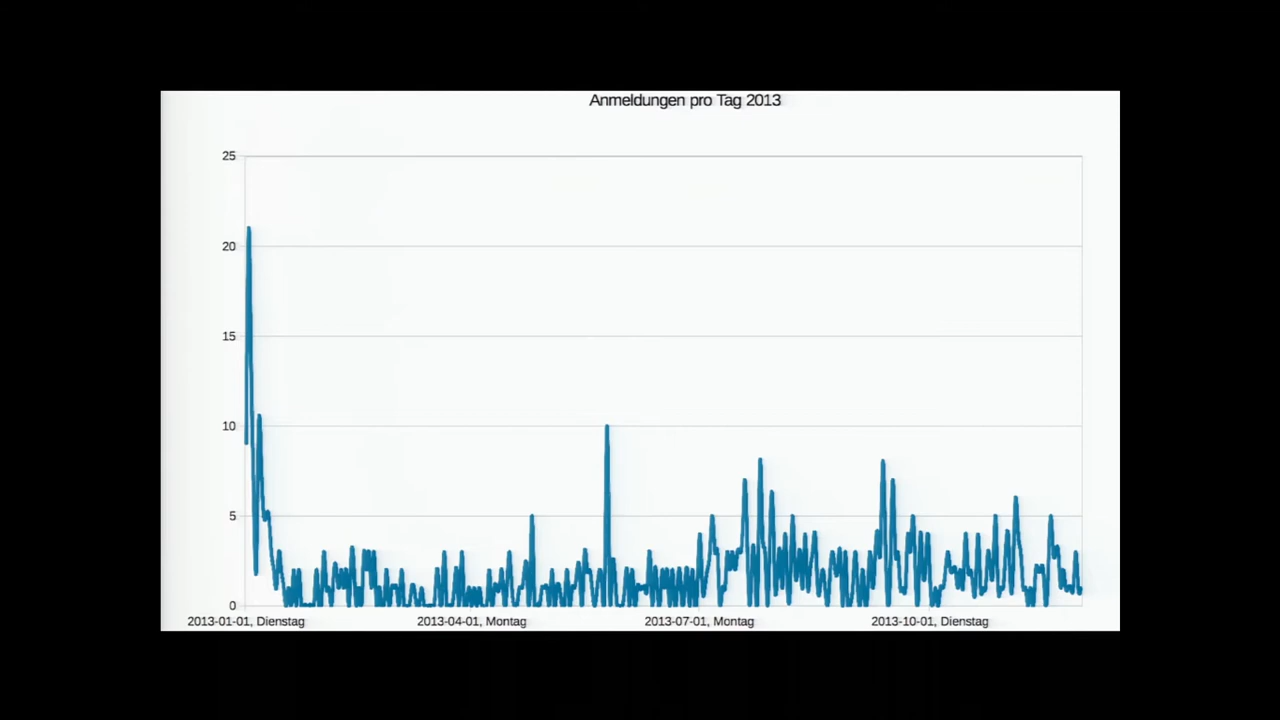 Anmeldungen pro Tag 2013
25
20
15
10
5
0
2013-01-01, Dienstag
2013-04-01, Montag
2013-07-01, Montag
2013-10-01, Dienstag